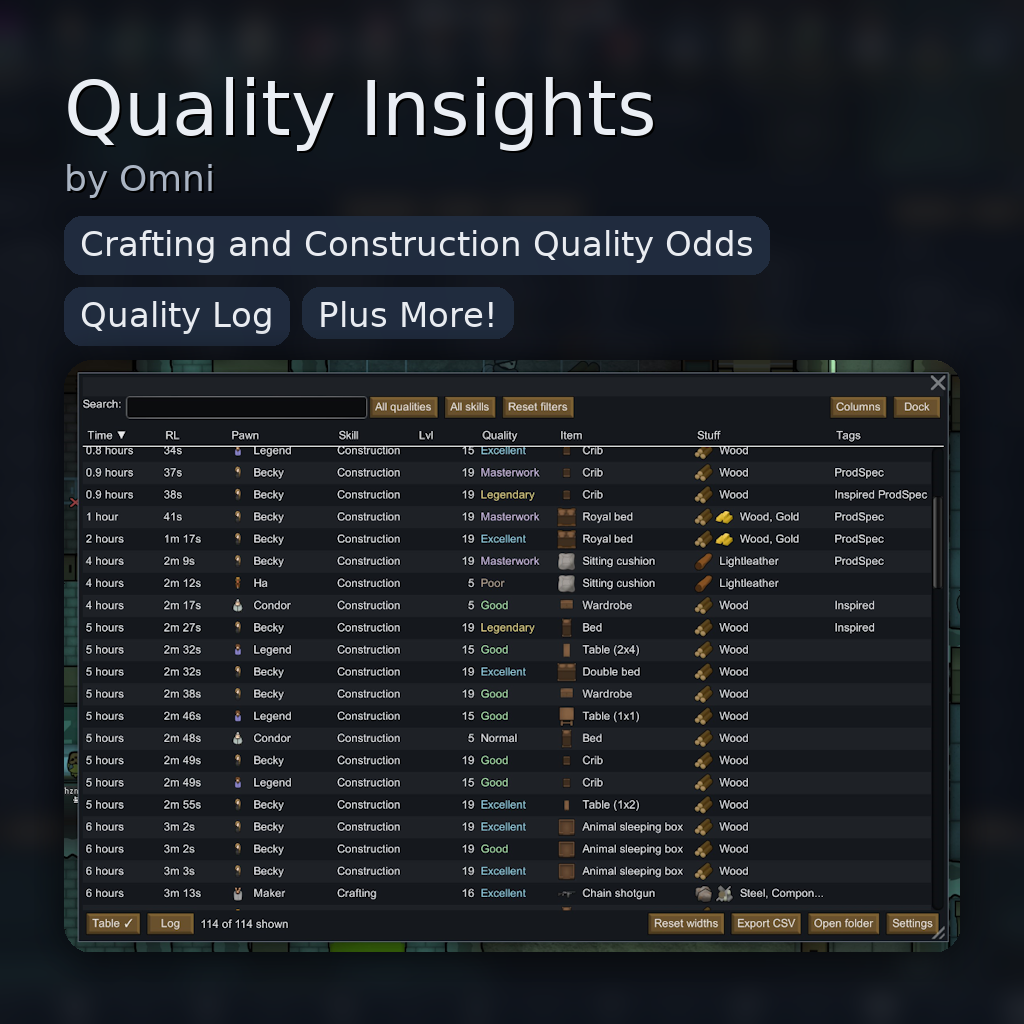 Quality Insights
by Omni
Crafting and Construction Quality Odds
Quality Log Plus More!
Search: All qualities All skills Reset filters Columns Dock
Time ▼ RL Pawn Skill Lvl Quality Item Stuff Tags
0.8 hours 34s Legend Construction 15 Excellent Crib Wood
0.9 hours 37s Becky Construction 19 Masterwork Crib Wood ProdSpec
0.9 hours 38s Becky Construction 19 Legendary Crib Wood Inspired ProdSpec
1 hour 41s Becky Construction 19 Masterwork Royal bed Wood, Gold ProdSpec
2 hours 1m 17s Becky Construction 19 Excellent Royal bed Wood, Gold ProdSpec
4 hours 2m 9s Becky Construction 19 Masterwork Sitting cushion Lightleather ProdSpec
4 hours 2m 12s Ha Construction 5 Poor Sitting cushion Lightleather
4 hours 2m 17s Condor Construction 5 Good Wardrobe Wood Inspired
5 hours 2m 27s Becky Construction 19 Legendary Bed Wood Inspired
5 hours 2m 32s Legend Construction 15 Good Table (2x4) Wood
5 hours 2m 32s Becky Construction 19 Excellent Double bed Wood
5 hours 2m 38s Becky Construction 19 Good Wardrobe Wood
5 hours 2m 46s Legend Construction 15 Good Table (1x1) Wood
5 hours 2m 48s Condor Construction 5 Normal Bed Wood
5 hours 2m 49s Becky Construction 19 Good Crib Wood
5 hours 2m 49s Legend Construction 15 Good Crib Wood
5 hours 2m 55s Becky Construction 19 Excellent Table (1x2) Wood
6 hours 3m 2s Becky Construction 19 Excellent Animal sleeping box Wood
6 hours 3m 2s Becky Construction 19 Good Animal sleeping box Wood
6 hours 3m 3s Becky Construction 19 Excellent Animal sleeping box Wood
6 hours 3m 13s Maker Crafting 16 Excellent Chain shotgun Steel, Compon...
Table ✓ Log 114 of 114 shown Reset widths Export CSV Open folder Settings